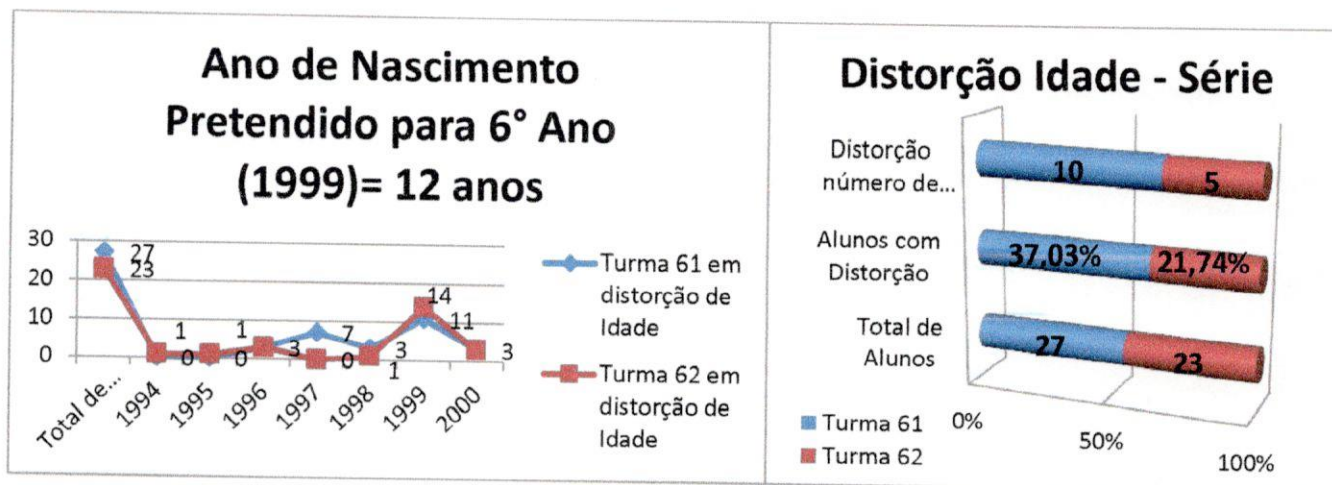 Ano de Nascimento
Pretendido para 6° Ano
(1999)= 12 anos
30
20
10
0
27
23
1
0
1
0
3
7
0
3
1
14
11
3
Total de...
1994
1995
1996
1997
1998
1999
2000
Turma 61 em
distorção de
Idade
Turma 62 em
distorção de
Idade
Distorção Idade - Série
Distorção
número de...
10
5
Alunos com
Distorção
37,03%
21,74%
Total de
Alunos
27
23
0%
50%
100%
Turma 61
Turma 62